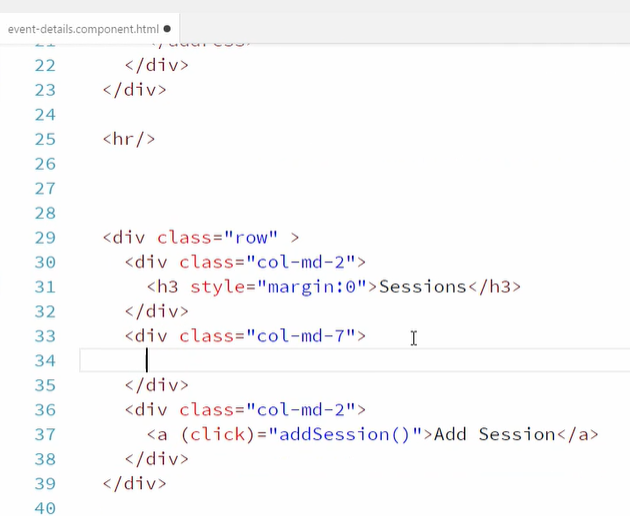 event-details.component.html ●
21 </address>
22 </div>
23 </div>
24
25 <hr/>
26
27
28
29 <div class="row" >
30 <div class="col-md-2">
31 <h3 style="margin:0">Sessions</h3>
32 </div>
33 <div class="col-md-7">
34
35 </div>
36 <div class="col-md-2">
37 <a (click)="addSession()">Add Session</a>
38 </div>
39 </div>
40